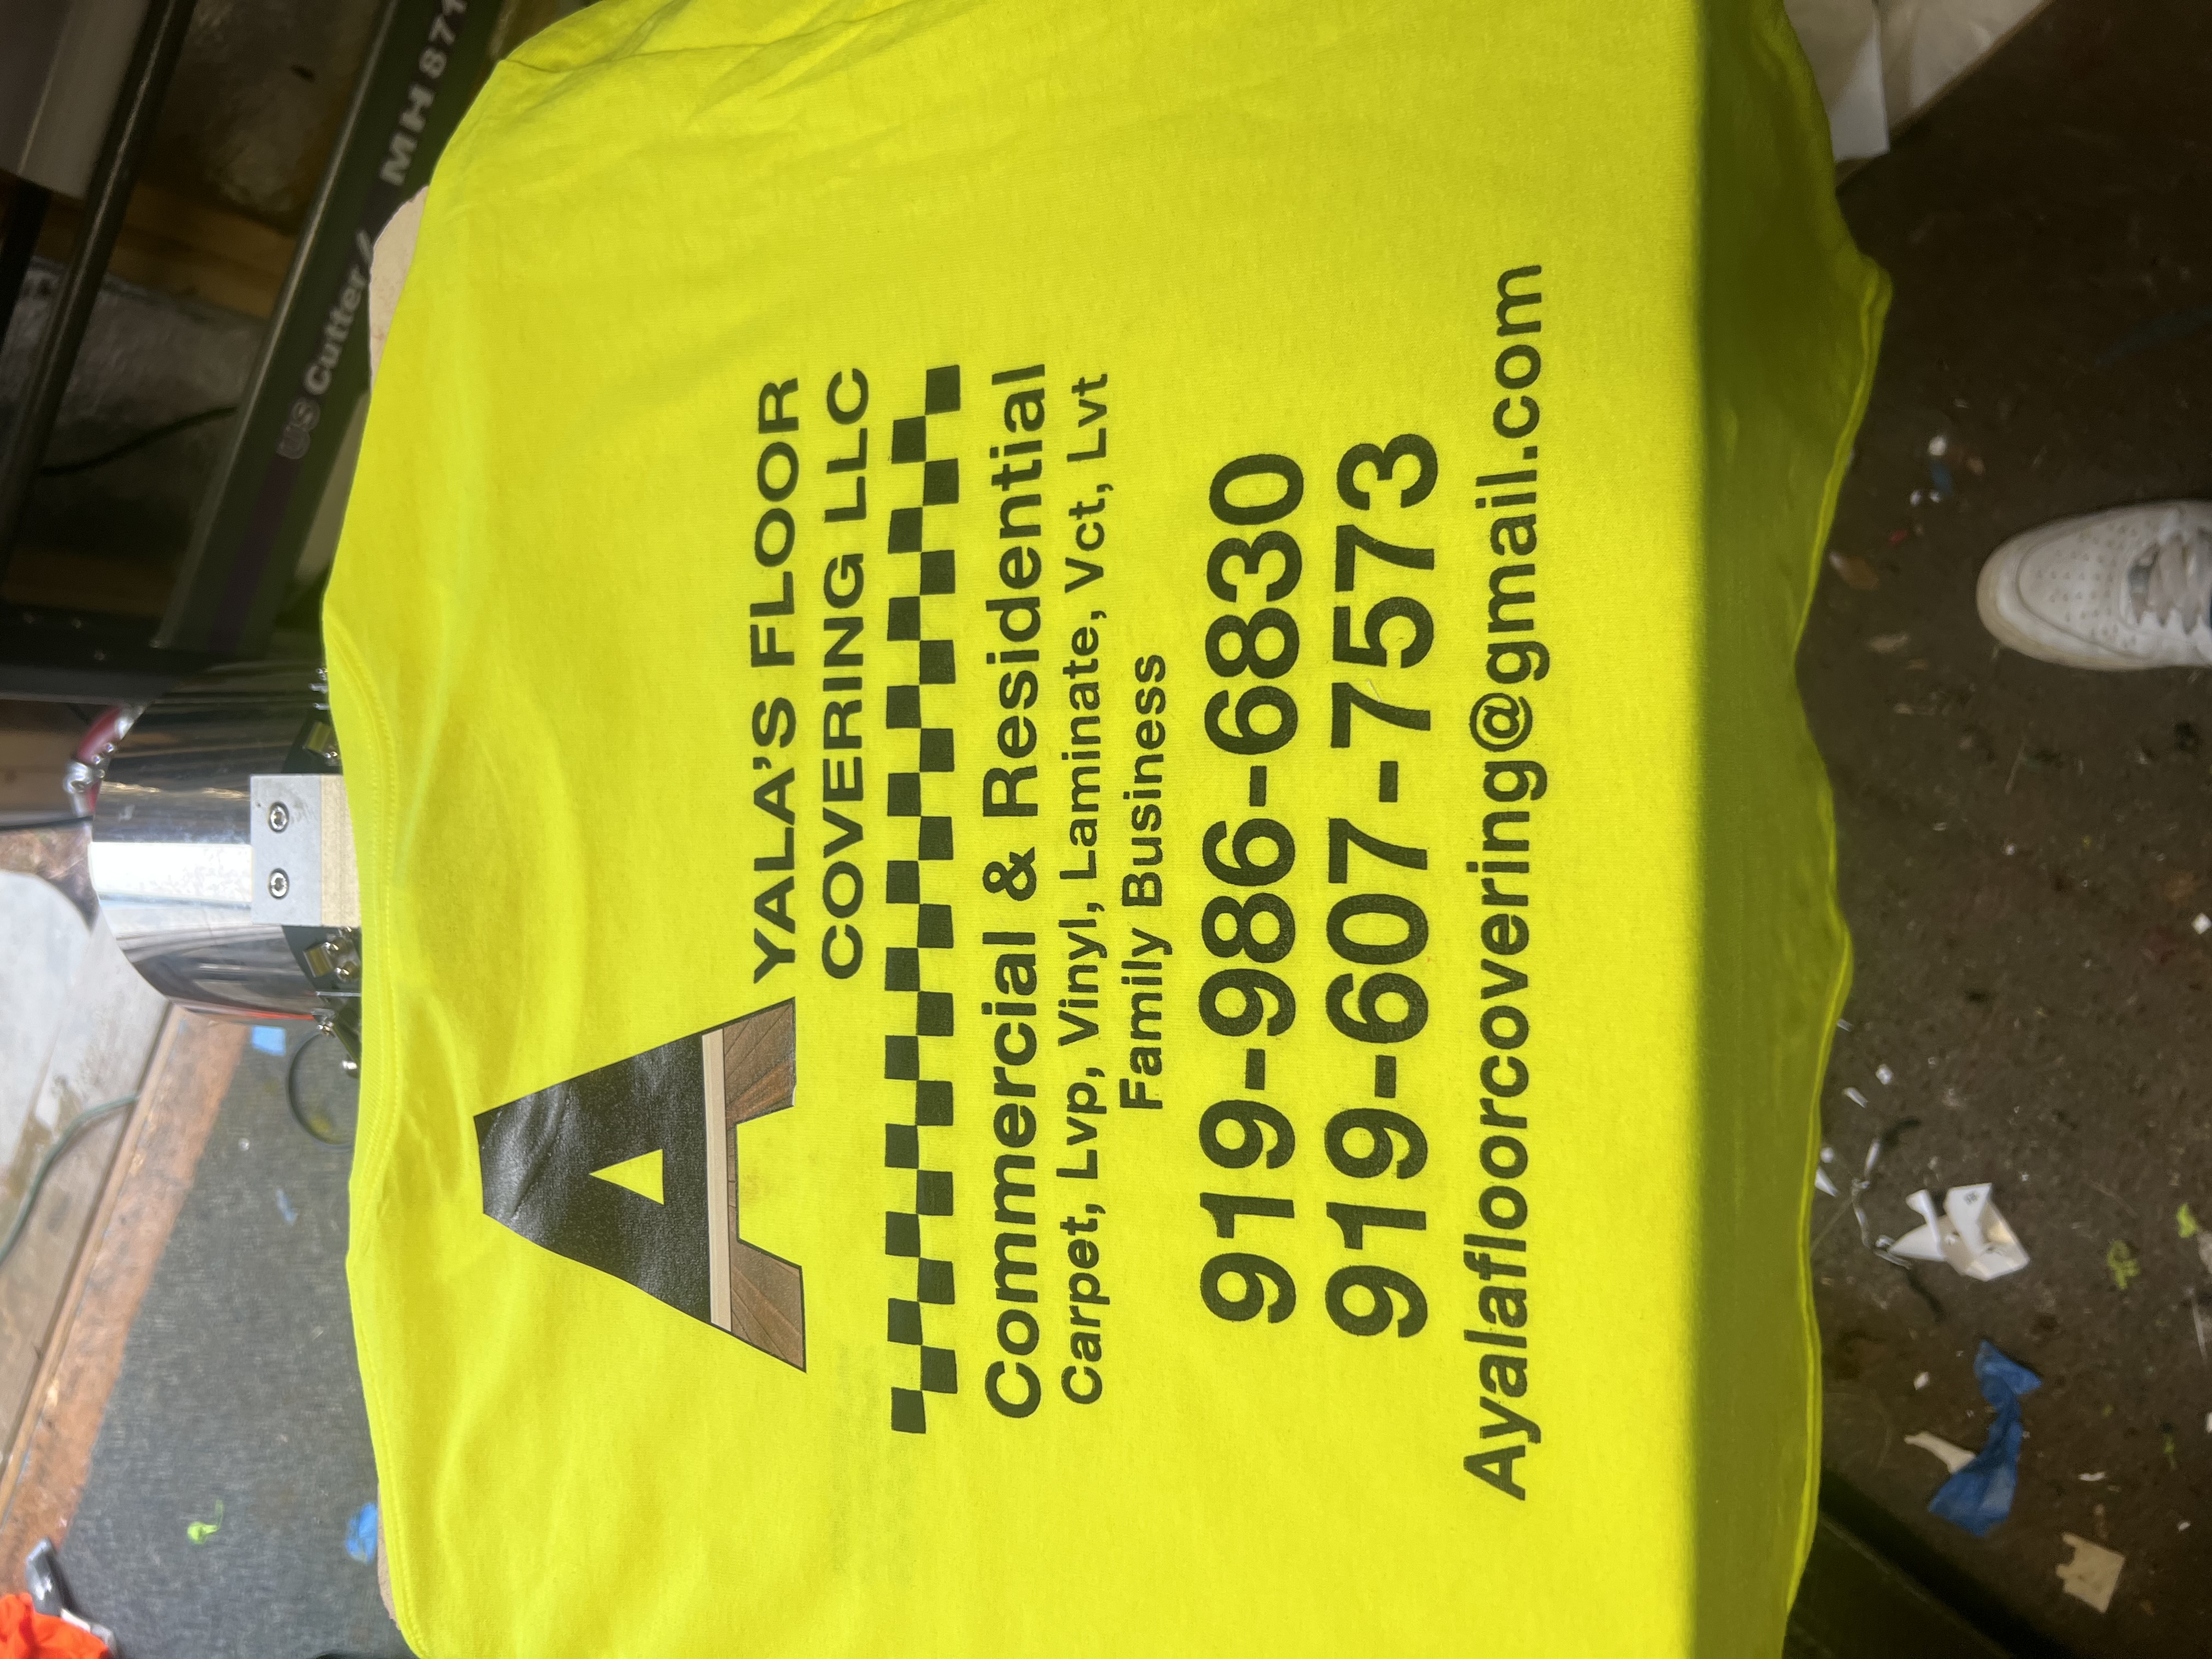 AYALA'S FLOOR
COVERING LLC
Commercial & Residential
Carpet, Lvp, Vinyl, Laminate, Vct, Lvt
Family Business
919-986-6830
919-607-7573
Ayalafloorcovering@gmail.com
US Cutter
MH 871